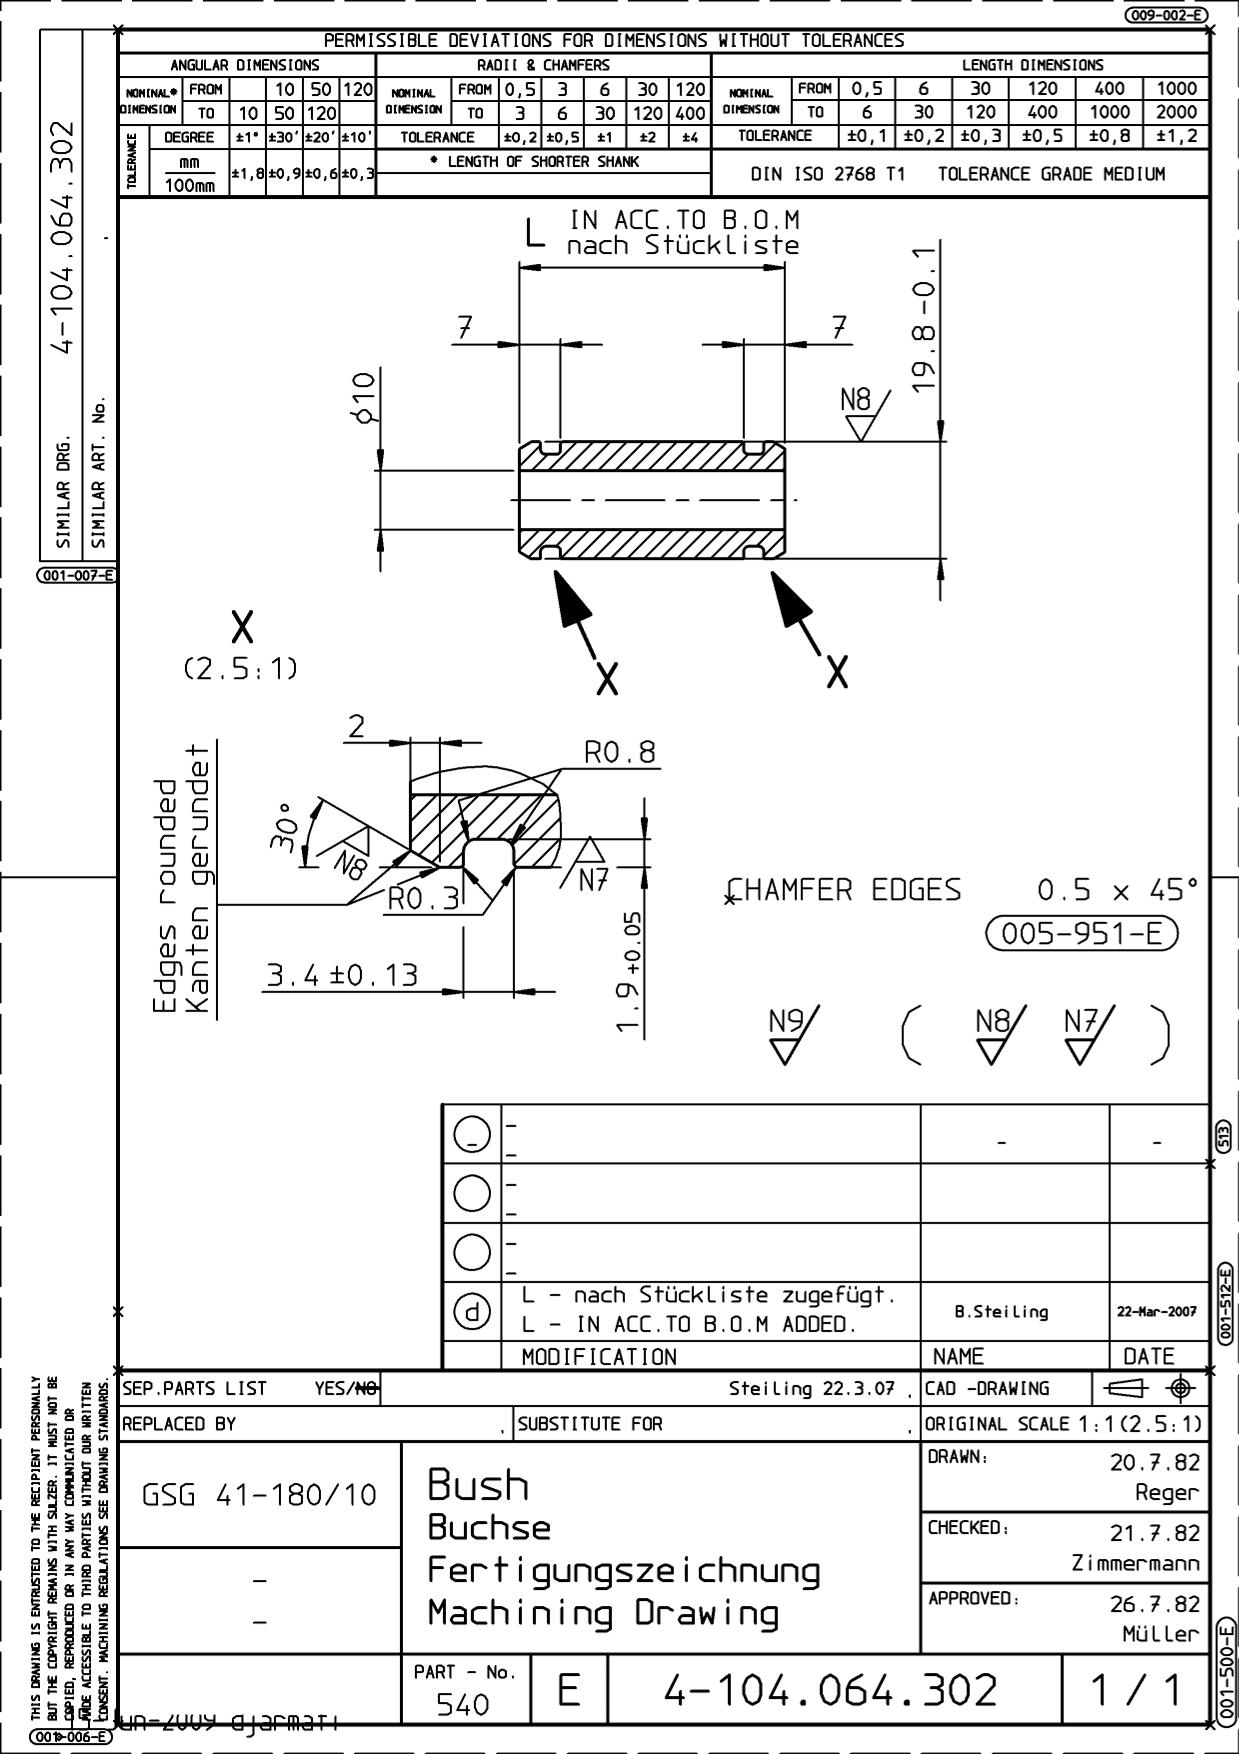 009-002-E
PERMISSIBLE DEVIATIONS FOR DIMENSIONS WITHOUT TOLERANCES
ANGULAR DIMENSIONS RADII & CHAMFERS LENGTH DIMENSIONS
NOMINAL* DIMENSION FROM 10 50 120 NOMINAL DIMENSION FROM 0,5 3 6 30 120 NOMINAL DIMENSION FROM 0,5 6 30 120 400 1000
TO 10 50 120 TO 3 6 30 120 400 TO 6 30 120 400 1000 2000
TOLERANCE DEGREE ±1° ±30' ±20' ±10' TOLERANCE ±0,2 ±0,5 ±1 ±2 ±4 TOLERANCE ±0,1 ±0,2 ±0,3 ±0,5 ±0,8 ±1,2
mm
100mm
±1,8 ±0,9 ±0,6 ±0,3
* LENGTH OF SHORTER SHANK
DIN ISO 2768 T1 TOLERANCE GRADE MEDIUM
SIMILAR DRG. 4-104.064.302
SIMILAR ART. No.
001-007-E
L IN ACC.TO B.O.M
nach Stückliste
7
7
19.8-0.1
ϕ10
N8
X
X
X
(2.5:1)
2
R0.8
Edges rounded
Kanten gerundet
30°
N8
N7
R0.3
3.4±0.13
1.9+0.05
CHAMFER EDGES 0.5 x 45°
005-951-E
N9 ( N8 N7 )
513
- - - -
-
-
-
-
-
d L - nach Stückliste zugefügt.
L - IN ACC.TO B.O.M ADDED.
B.Steiling 22-Mar-2007
001-512-E
MODIFICATION NAME DATE
SEP.PARTS LIST YES/NO Steiling 22.3.07 . CAD -DRAWING
REPLACED BY . SUBSTITUTE FOR . ORIGINAL SCALE 1:1(2.5:1)
GSG 41-180/10
-
-
Bush
Buchse
Fertigungszeichnung
Machining Drawing
DRAWN: 20.7.82
Reger
CHECKED: 21.7.82
Zimmermann
APPROVED: 26.7.82
Müller
PART - No.
540
E
4-104.064.302
1/1
001-500-E
THIS DRAWING IS ENTRUSTED TO THE RECIPIENT PERSONALLY
BUT THE COPYRIGHT REMAINS WITH SULZER. IT MUST NOT BE
COPIED, REPRODUCED OR IN ANY WAY COMMUNICATED OR
MADE ACCESSIBLE TO THIRD PARTIES WITHOUT OUR WRITTEN
CONSENT. MACHINING REGULATIONS SEE DRAWING STANDARDS.
001-006-E
-2009 gjarmati